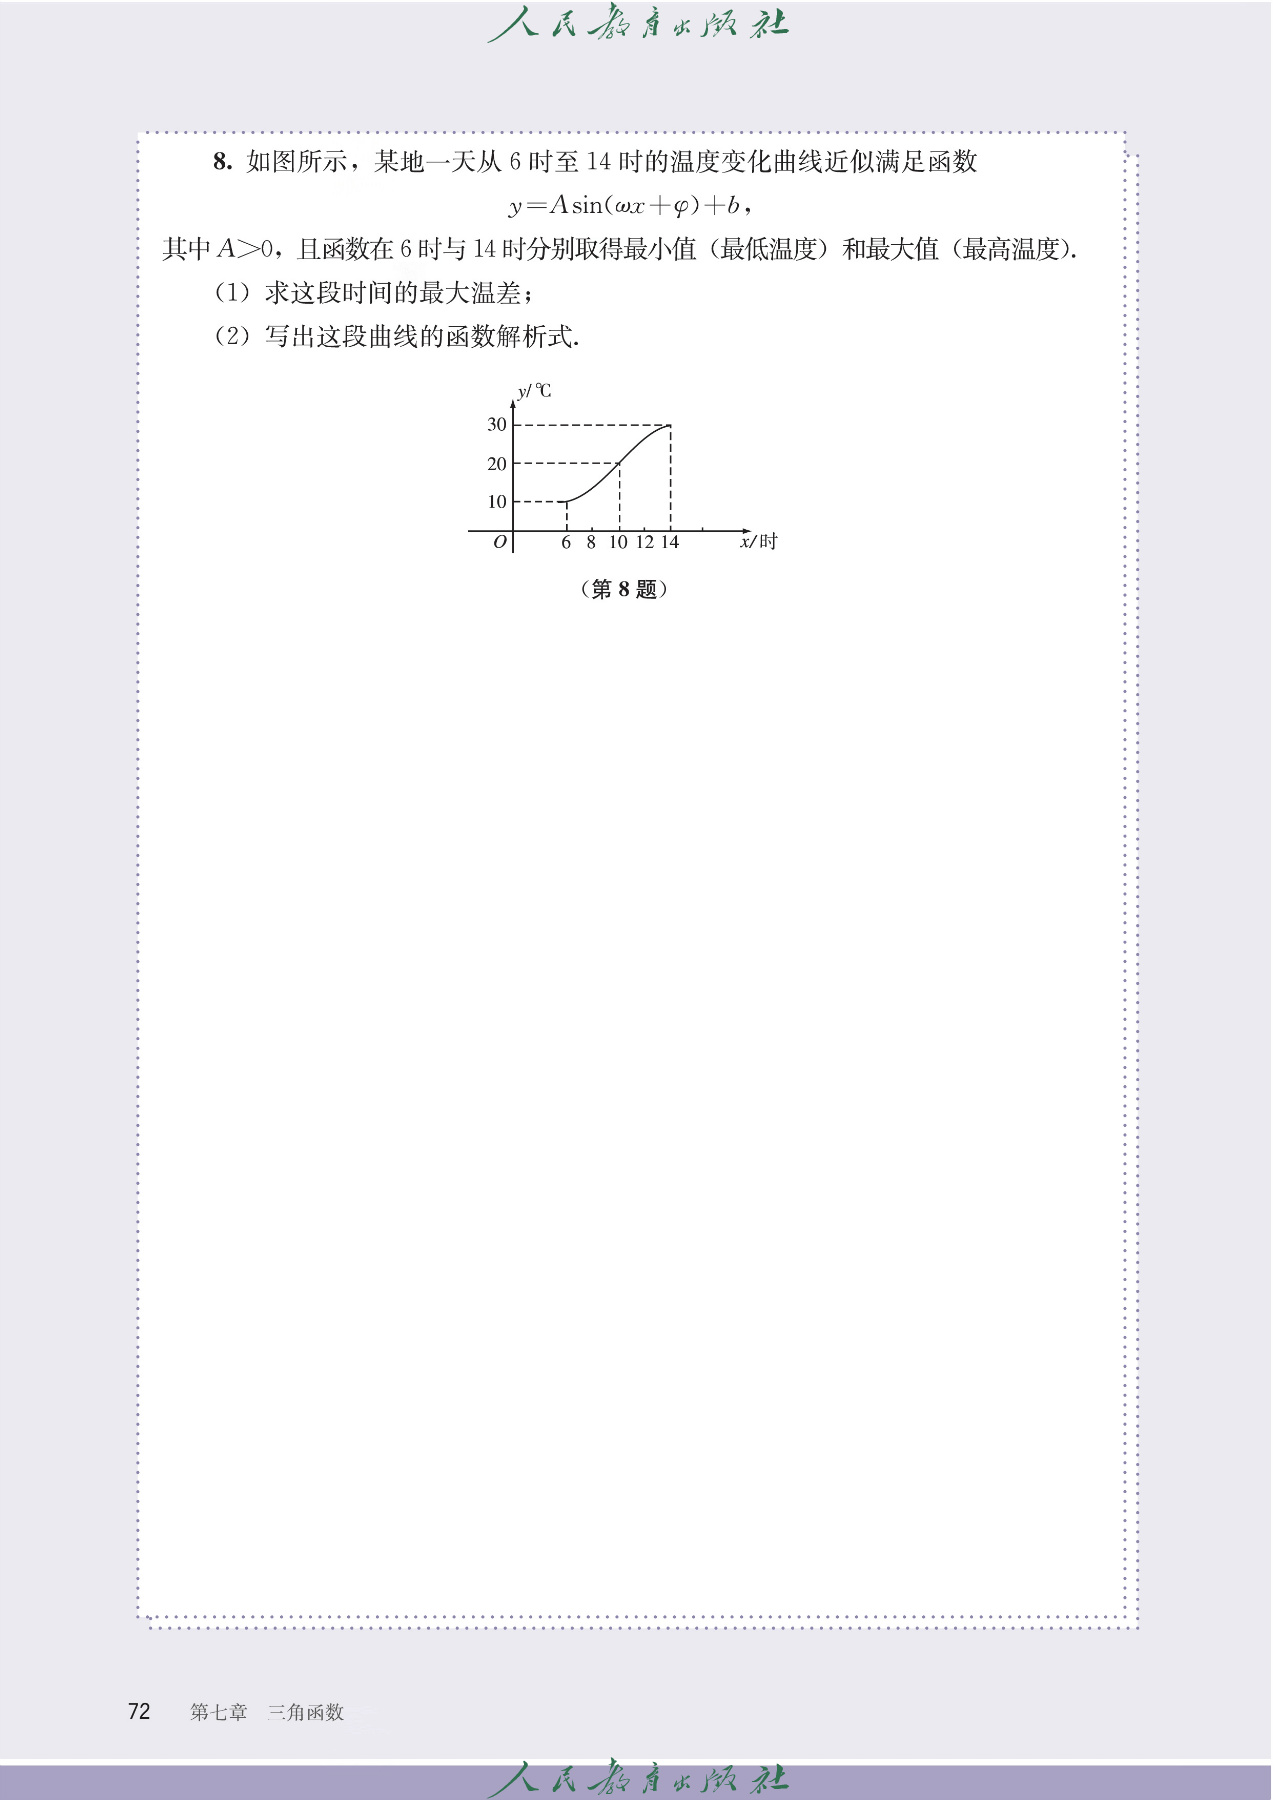 人民教育出版社
8. 如图所示，某地一天从 6 时至 14 时的温度变化曲线近似满足函数
y=Asin(ωx+φ)+b，
其中 A>0，且函数在 6 时与 14 时分别取得最小值（最低温度）和最大值（最高温度）.
（1）求这段时间的最大温差；
（2）写出这段曲线的函数解析式.
y/℃
30
20
10
O 6 8 10 12 14 x/时
（第 8 题）
72 第七章 三角函数
人民教育出版社